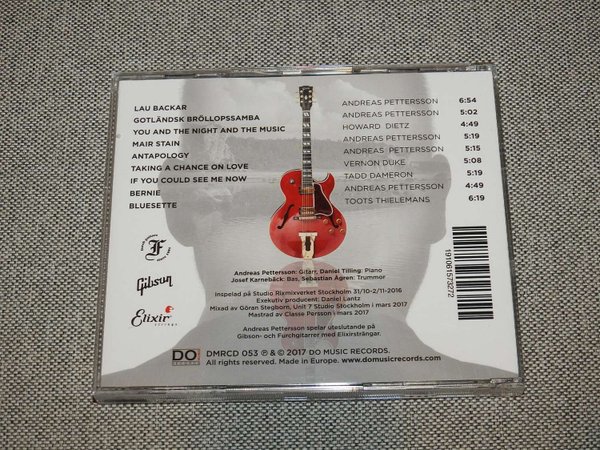 LAU BACKAR ANDREAS PETTERSSON 6:54
GOTLÄNDSK BRÖLLOPSSAMBA ANDREAS PETTERSSON 5:02
YOU AND THE NIGHT AND THE MUSIC HOWARD DIETZ 4:49
MAIR STAIN ANDREAS PETTERSSON 5:19
ANTAPOLOGY ANDREAS PETTERSSON 5:15
TAKING A CHANCE ON LOVE VERNON DUKE 5:08
IF YOU COULD SEE ME NOW TADD DAMERON 5:19
BERNIE ANDREAS PETTERSSON 4:49
BLUESETTE TOOTS THIELEMANS 6:19
F
Gibson
Elixir
STRINGS
Andreas Pettersson: Gitarr, Daniel Tilling: Piano
Josef Karnebäck: Bas, Sebastian Ågren: Trummor
Inspelad på Studio Rixmixverket Stockholm 31/10-2/11-2016
Exekutiv producent: Daniel Lantz
Mixad av Göran Stegborn, Unit 7 Studio Stockholm i mars 2017
Mastrad av Classe Persson i mars 2017
Andreas Pettersson spelar uteslutande på
Gibson- och Furchgitarrer med Elixirsträngar.
DO
RECORDS
DMRCD 053 ℗ & © 2017 DO MUSIC RECORDS.
All rights reserved. Made in Europe. www.domusicrecords.com
191061573272